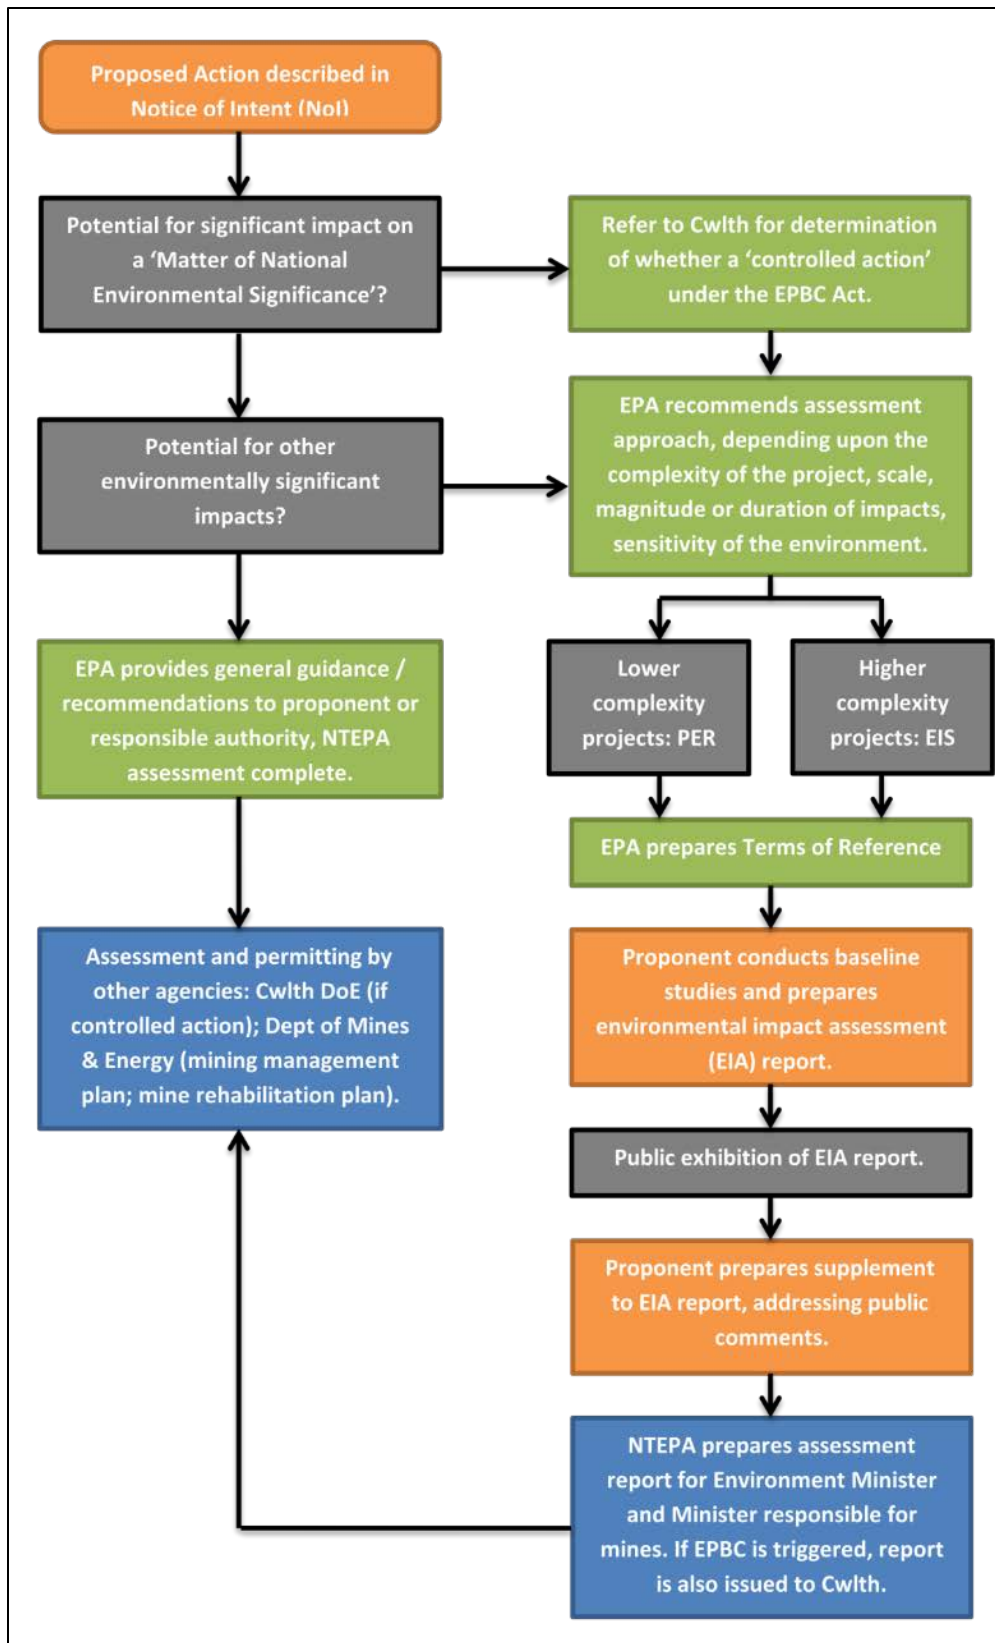 Proposed Action described in
Notice of Intent (NoI)
Potential for significant impact on
a ‘Matter of National
Environmental Significance’?
Refer to Cwlth for determination
of whether a ‘controlled action’
under the EPBC Act.
Potential for other
environmentally significant
impacts?
EPA recommends assessment
approach, depending upon the
complexity of the project, scale,
magnitude or duration of impacts,
sensitivity of the environment.
EPA provides general guidance /
recommendations to proponent or
responsible authority, NTEPA
assessment complete.
Lower
complexity
projects: PER
Higher
complexity
projects: EIS
EPA prepares Terms of Reference
Assessment and permitting by
other agencies: Cwlth DoE (if
controlled action); Dept of Mines
& Energy (mining management
plan; mine rehabilitation plan).
Proponent conducts baseline
studies and prepares
environmental impact assessment
(EIA) report.
Public exhibition of EIA report.
Proponent prepares supplement
to EIA report, addressing public
comments.
NTEPA prepares assessment
report for Environment Minister
and Minister responsible for
mines. If EPBC is triggered, report
is also issued to Cwlth.